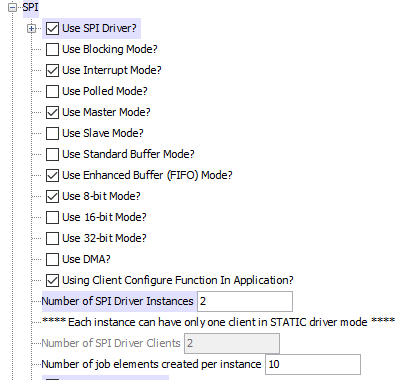 SPI
Use SPI Driver?
Use Blocking Mode?
Use Interrupt Mode?
Use Polled Mode?
Use Master Mode?
Use Slave Mode?
Use Standard Buffer Mode?
Use Enhanced Buffer (FIFO) Mode?
Use 8-bit Mode?
Use 16-bit Mode?
Use 32-bit Mode?
Use DMA?
Using Client Configure Function In Application?
Number of SPI Driver Instances 2
**** Each instance can have only one client in STATIC driver mode ****
Number of SPI Driver Clients 2
Number of job elements created per instance 10